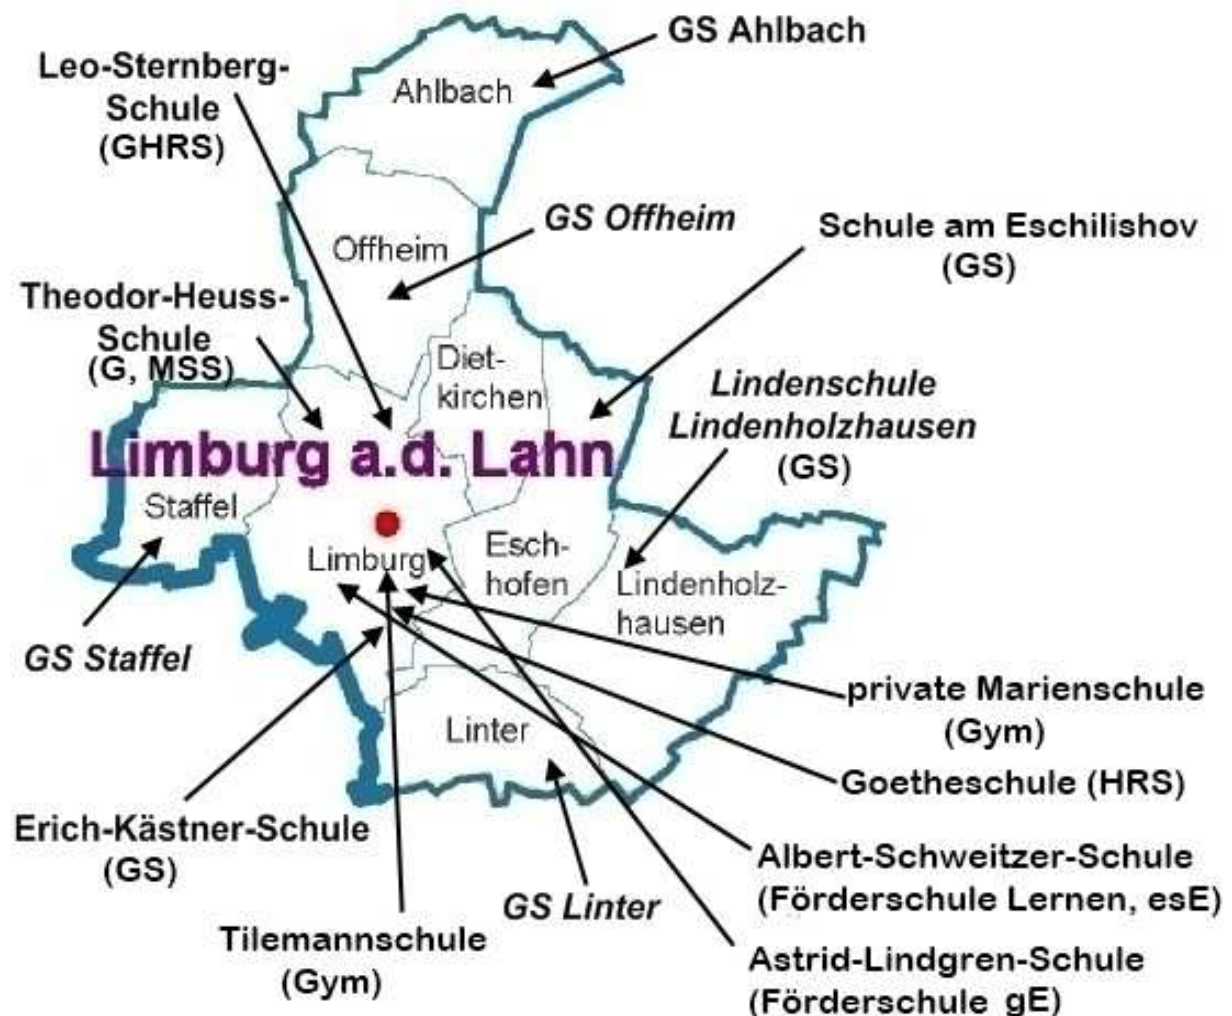 GS Ahlbach
Leo-Sternberg-
Schule
(GHRS)
Ahlbach
GS Offheim
Schule am Eschilishov
(GS)
Offheim
Theodor-Heuss-
Schule
(G, MSS)
Diet-
kirchen
Lindenschule
Lindenholzhausen
(GS)
Limburg a.d. Lahn
Staffel
Limburg
Esch-
hofen
Lindenholz-
hausen
GS Staffel
private Marienschule
(Gym)
Linter
Goetheschule (HRS)
Erich-Kästner-Schule
(GS)
Albert-Schweitzer-Schule
(Förderschule Lernen, esE)
GS Linter
Tilemannschule
(Gym)
Astrid-Lindgren-Schule
(Förderschule gE)